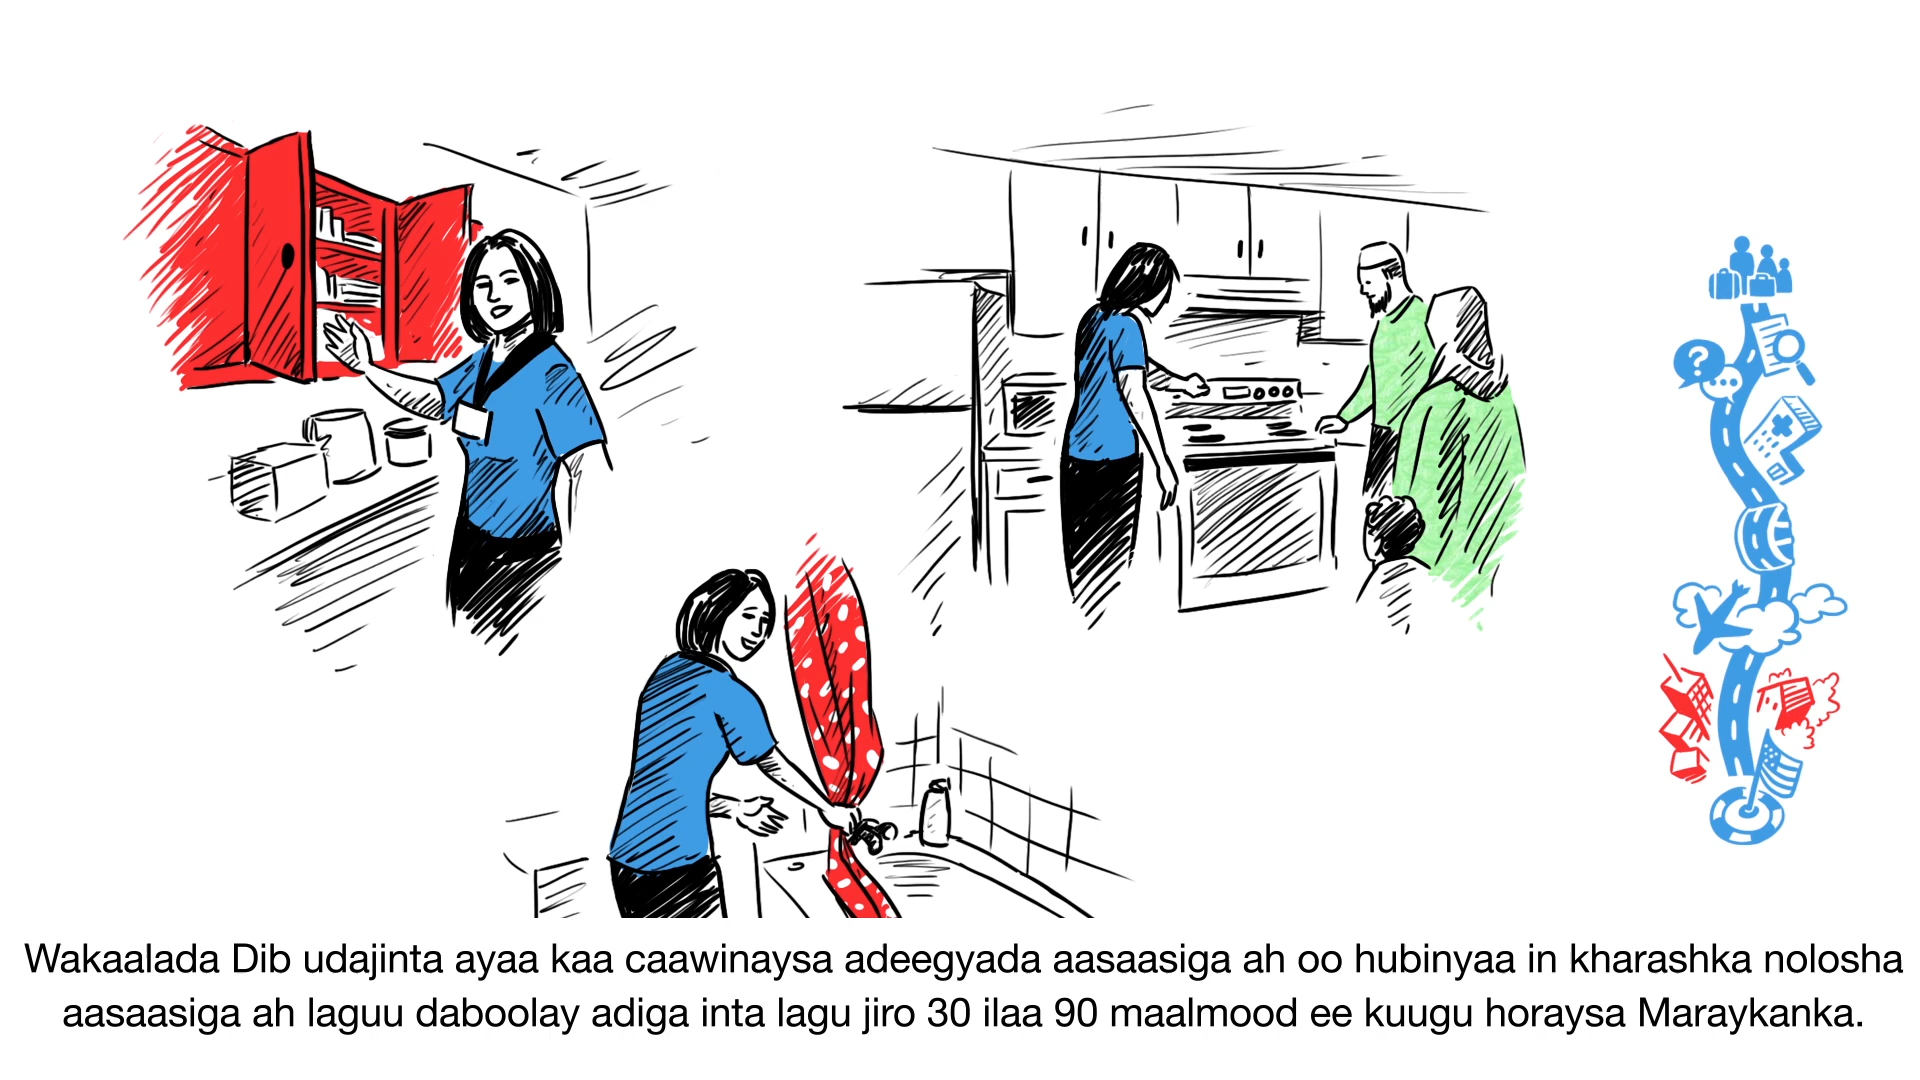 Wakaalada Dib udajinta ayaa kaa caawinaysa adeegyada aasaasiga ah oo hubinyaa in kharashka nolosha
aasaasiga ah laguu daboolay adiga inta lagu jiro 30 ilaa 90 maalmood ee kuugu horaysa Maraykanka.